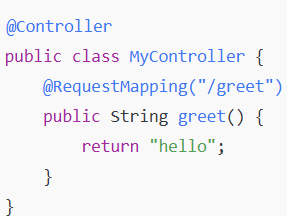 @Controller
public class MyController {
    @RequestMapping("/greet")
    public String greet() {
        return "hello";
    }
}